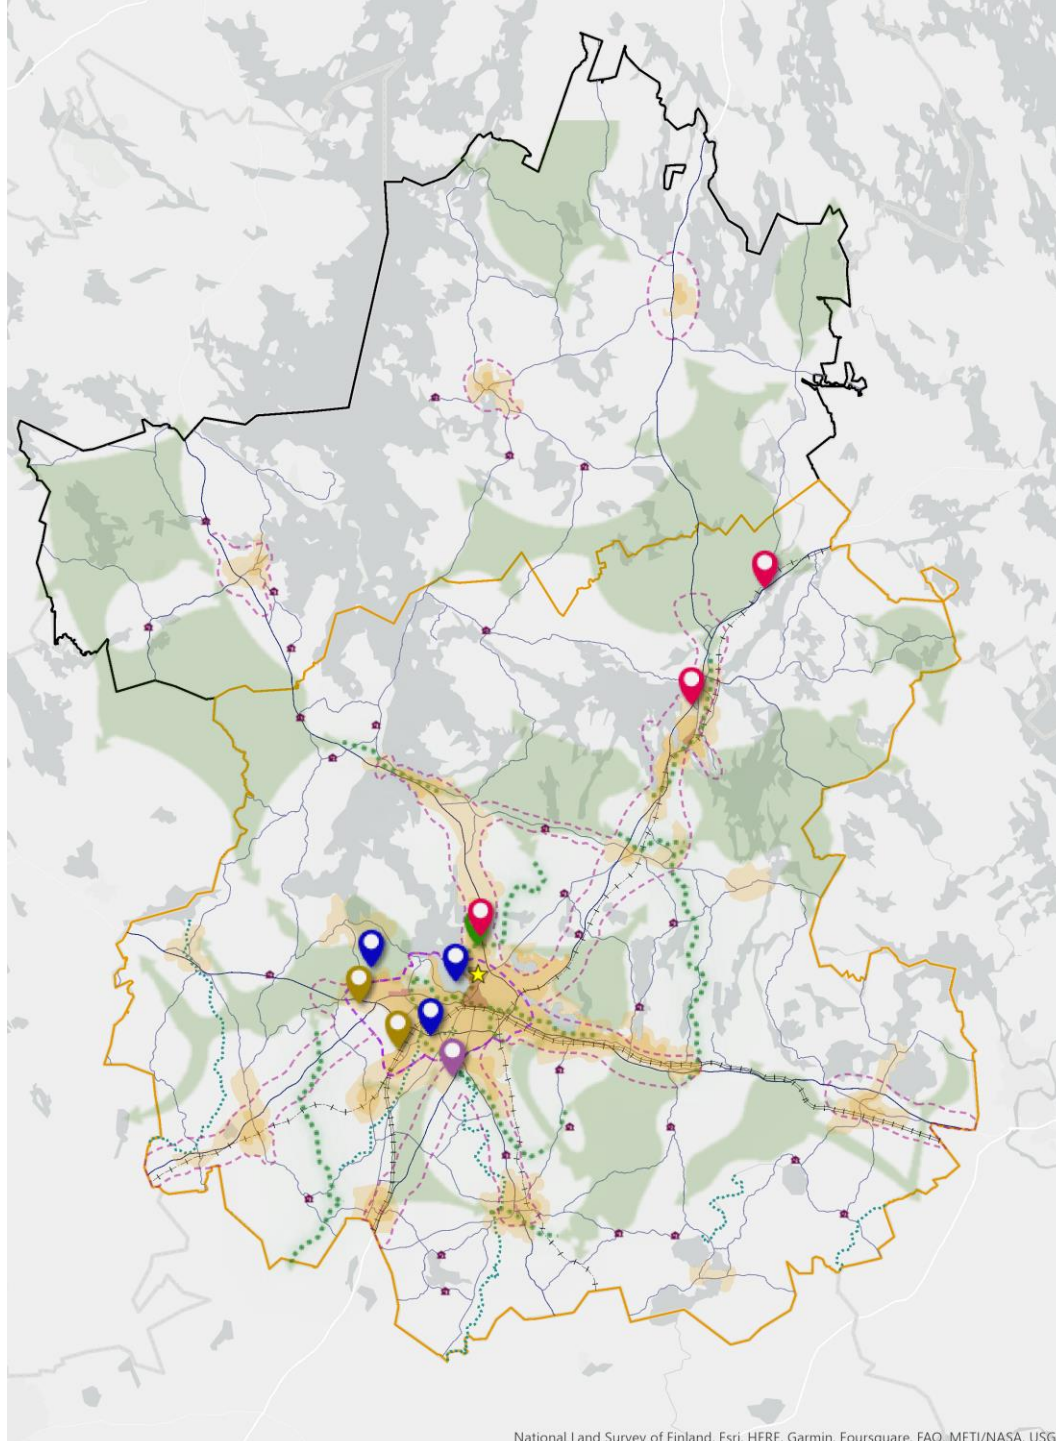 National Land Survey of Finland, Esri, HERE, Garmin, Foursquare, FAO, METI/NASA, USG